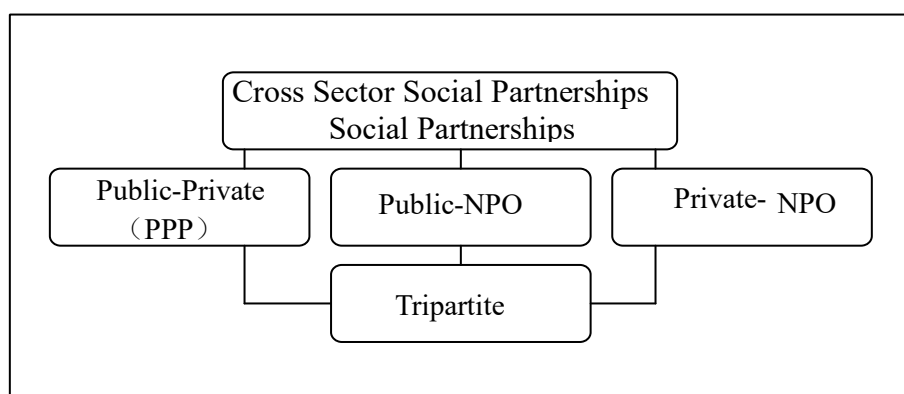 Cross Sector Social Partnerships
Social Partnerships
Public-Private
（PPP）
Public-NPO
Private- NPO
Tripartite